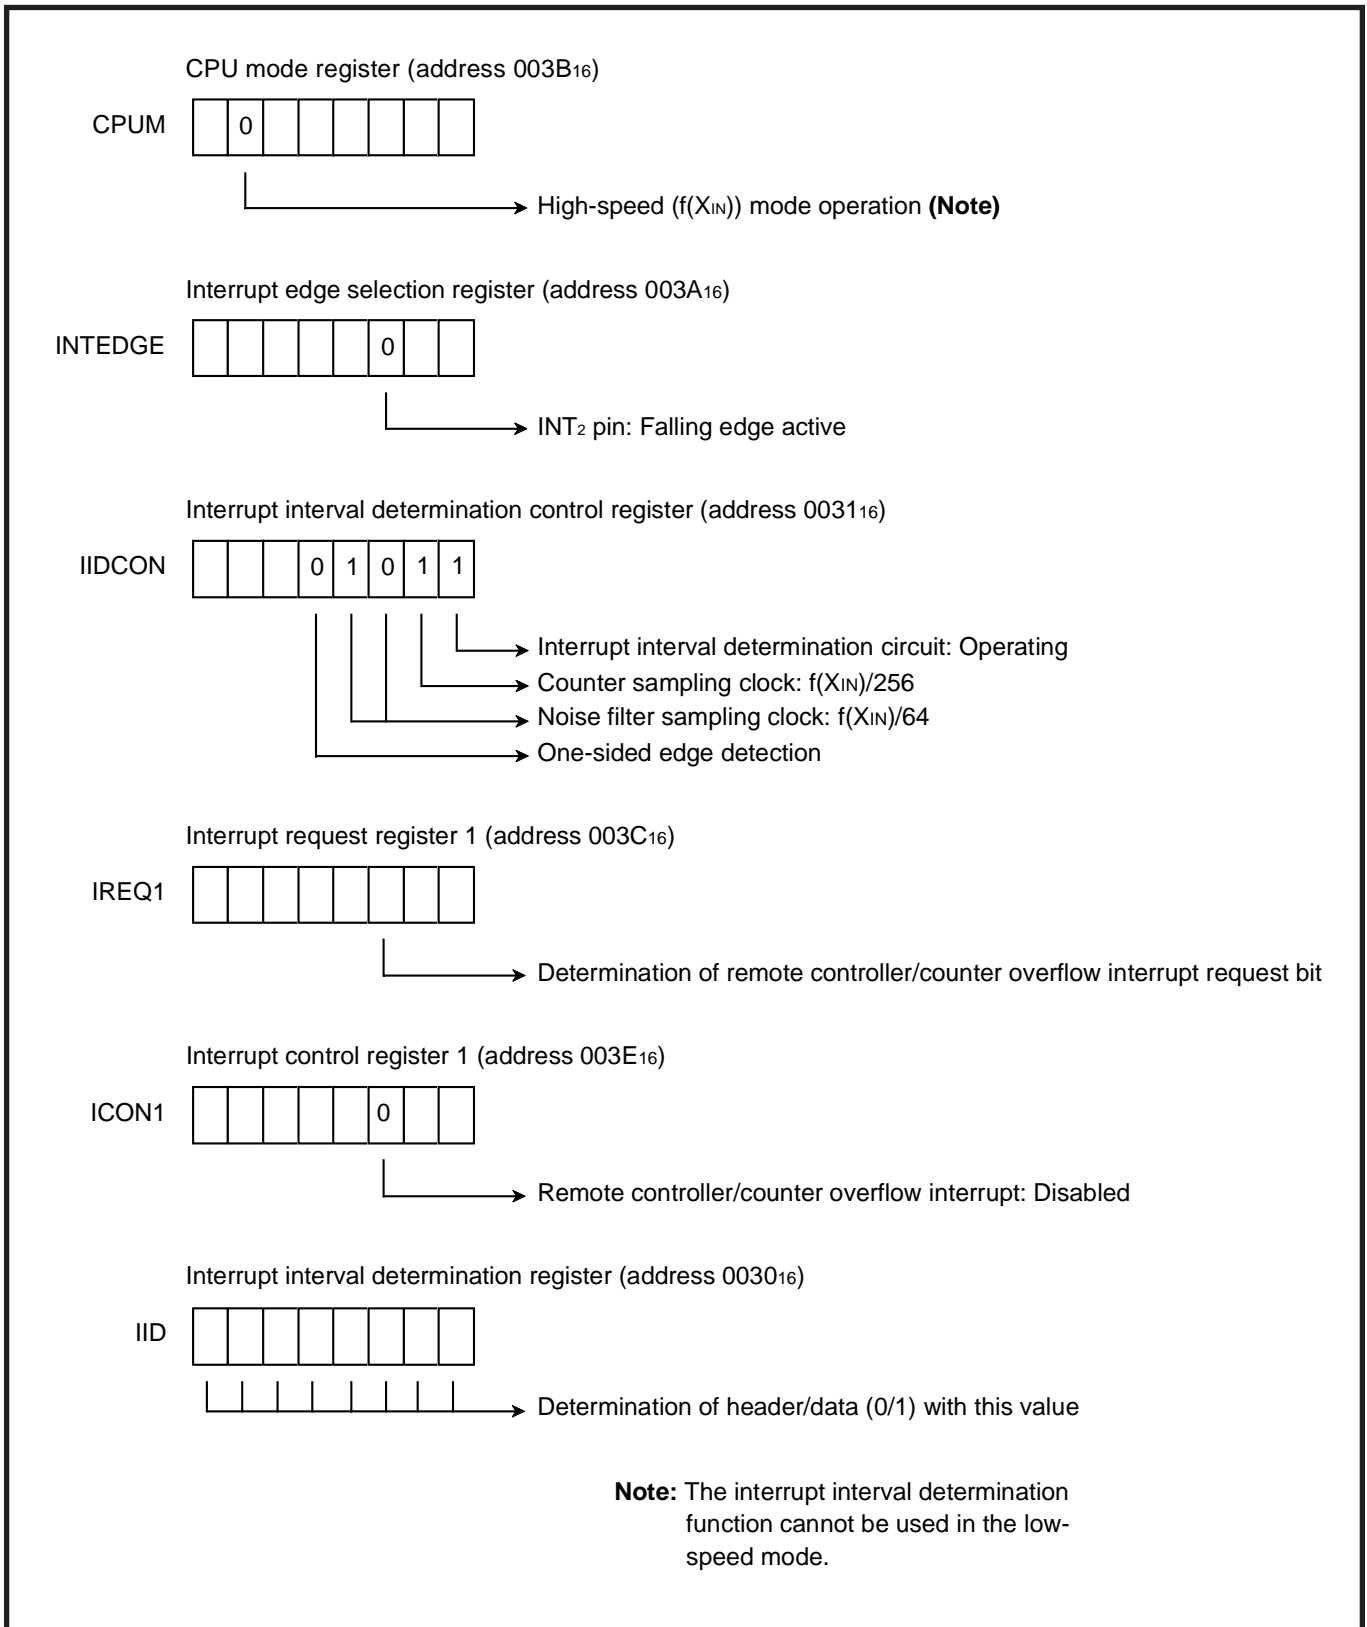 CPU mode register (address 003B16)
CPUM 0
High-speed (f(XIN)) mode operation (Note)
Interrupt edge selection register (address 003A16)
INTEDGE 0
INT2 pin: Falling edge active
Interrupt interval determination control register (address 003116)
IIDCON 0 1 0 1 1
Interrupt interval determination circuit: Operating
Counter sampling clock: f(XIN)/256
Noise filter sampling clock: f(XIN)/64
One-sided edge detection
Interrupt request register 1 (address 003C16)
IREQ1
Determination of remote controller/counter overflow interrupt request bit
Interrupt control register 1 (address 003E16)
ICON1 0
Remote controller/counter overflow interrupt: Disabled
Interrupt interval determination register (address 003016)
IID
Determination of header/data (0/1) with this value
Note: The interrupt interval determination
function cannot be used in the low-
speed mode.